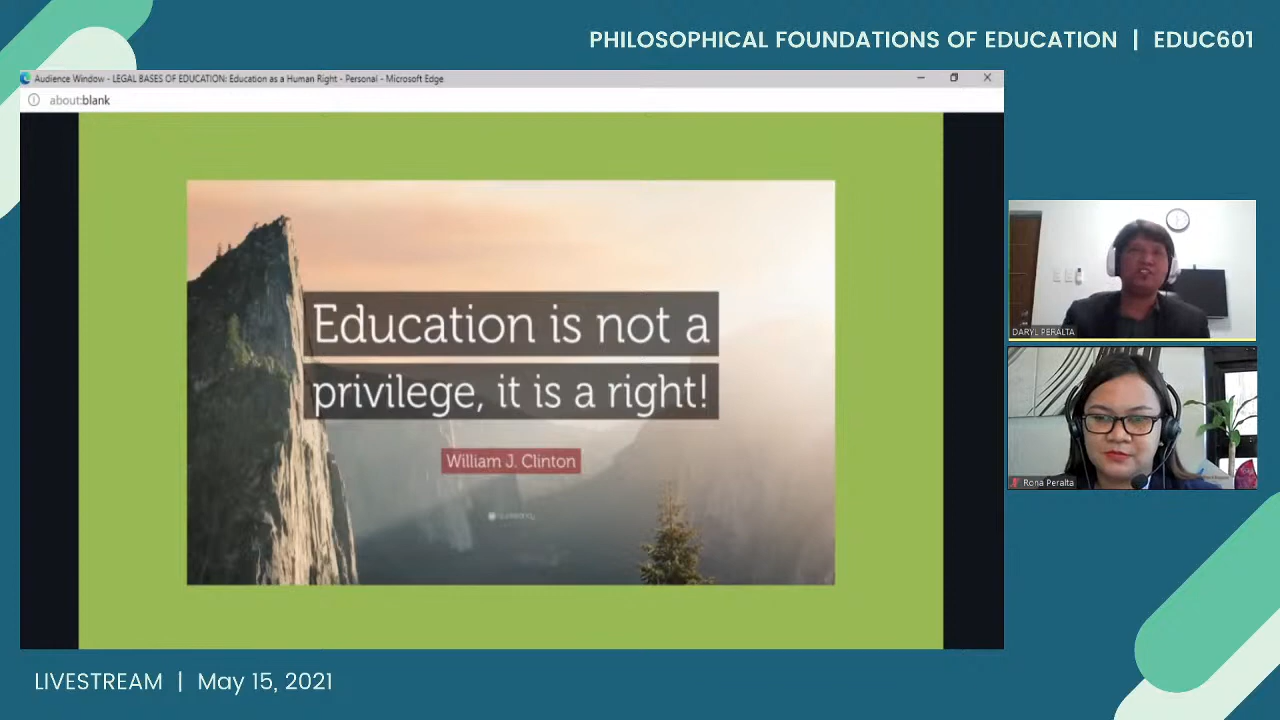 PHILOSOPHICAL FOUNDATIONS OF EDUCATION | EDUC601
Audience Window - LEGAL BASES OF EDUCATION: Education as a Human Right - Personal - Microsoft Edge
about:blank
Education is not a
privilege, it is a right!
William J. Clinton
DARYL PERALTA
Rona Peralta
LIVESTREAM | May 15, 2021